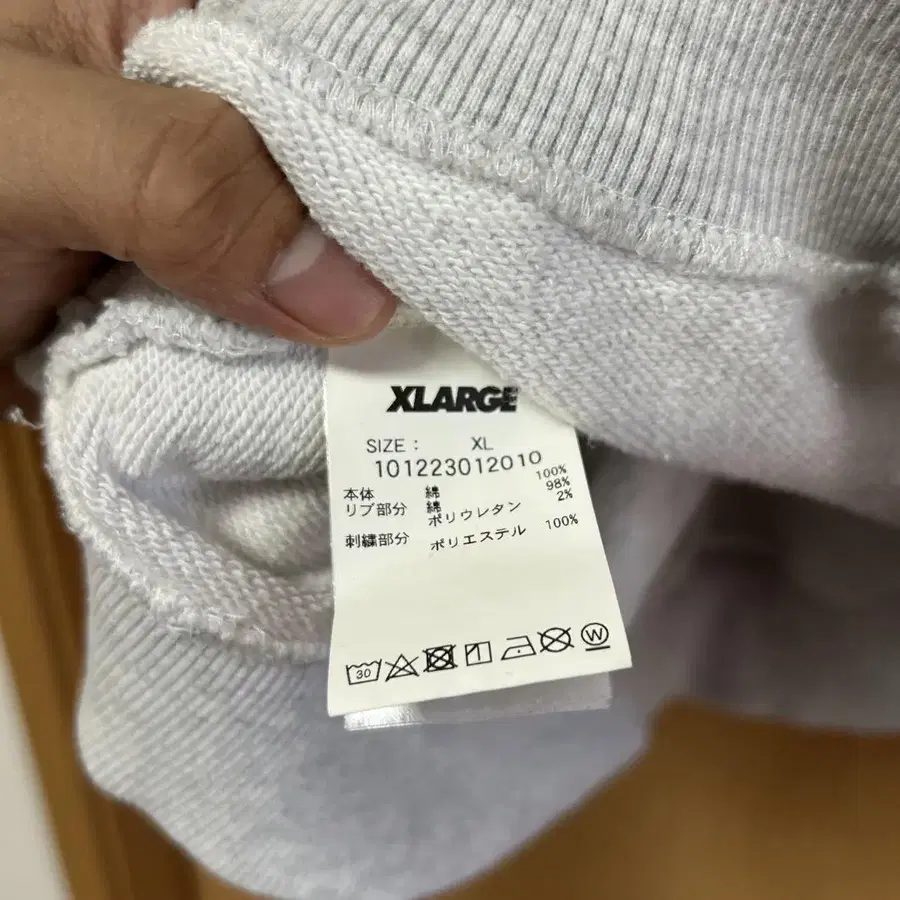 XLARGE
SIZE : XL
101223012010
本体 綿 100%
リブ部分 綿 98%
ポリウレタン 2%
刺繍部分 ポリエステル 100%
30
W